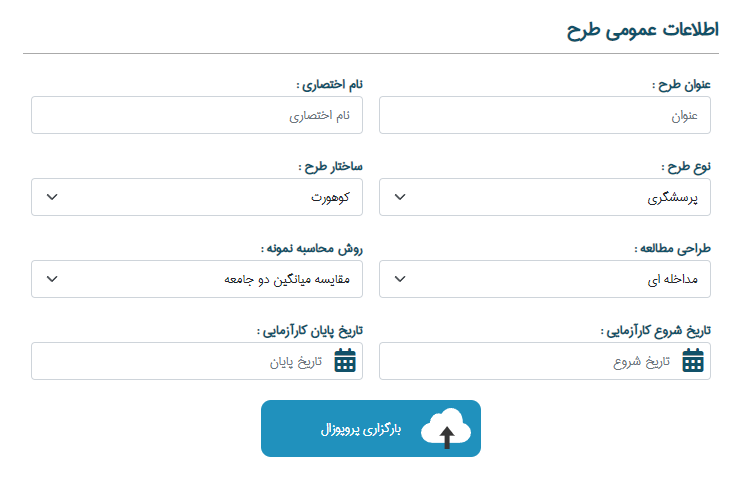 اطلاعات عمومی طرح
عنوان طرح : نام اختصاری :
عنوان نام اختصاری
نوع طرح : ساختار طرح :
پرسشگری کوهورت
طراحی مطالعه : روش محاسبه نمونه :
مداخله ای مقایسه میانگین دو جامعه
تاریخ شروع کارآزمایی : تاریخ پایان کارآزمایی :
تاریخ شروع تاریخ پایان
بارگزاری پروپوزال